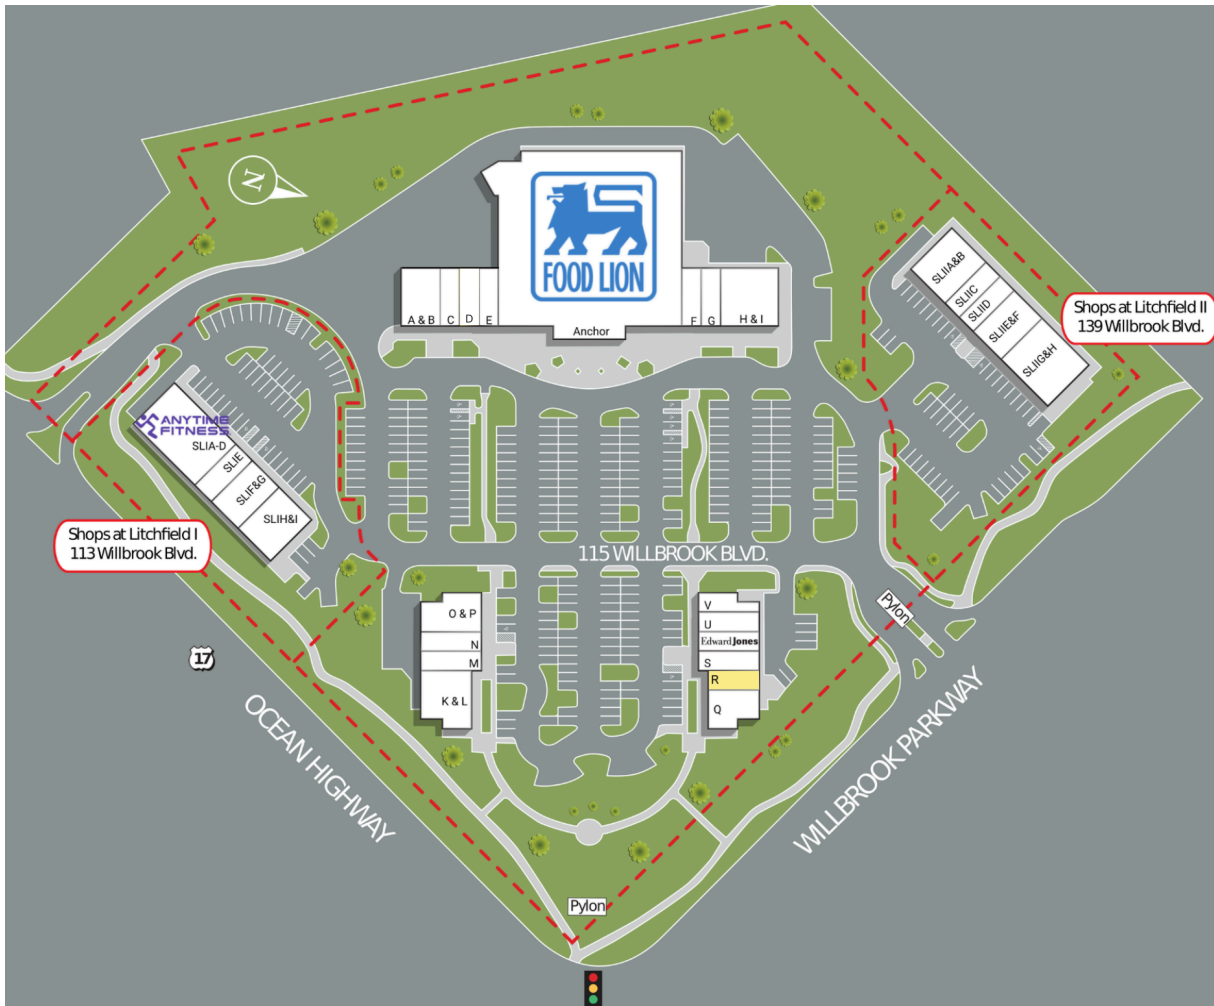 N
FOOD LION
A & B
C
D
E
Anchor
F
G
H & I
SLIIA&B
SLIIC
SLIID
SLIIE&F
SLIIG&H
Shops at Litchfield II
139 Willbrook Blvd.
ANYTIME
FITNESS
SLIA-D
SLIE
SLIF&G
SLIH&I
Shops at Litchfield I
113 Willbrook Blvd.
115 WILLBROOK BLVD.
O & P
N
M
K & L
V
U
Edward Jones
S
R
Q
Pylon
17
OCEAN HIGHWAY
WILLBROOK PARKWAY
Pylon